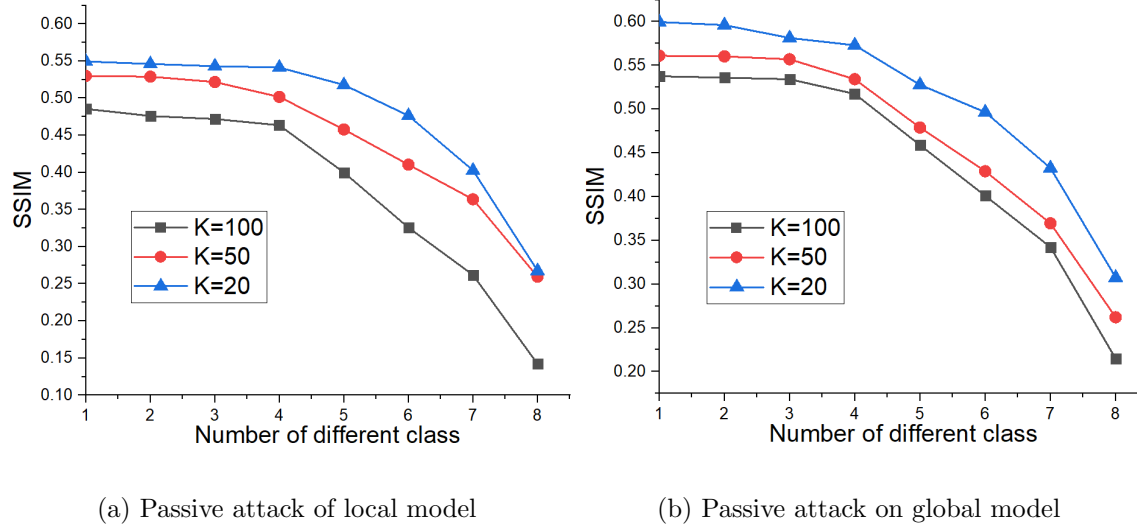 0.60
0.55
0.50
0.45
0.40
0.35
0.30
0.25
0.20
0.15
0.10
SSIM
K=100
K=50
K=20
1 2 3 4 5 6 7 8
Number of different class
(a) Passive attack of local model
0.60
0.55
0.50
0.45
0.40
0.35
0.30
0.25
0.20
SSIM
K=100
K=50
K=20
1 2 3 4 5 6 7 8
Number of different class
(b) Passive attack on global model